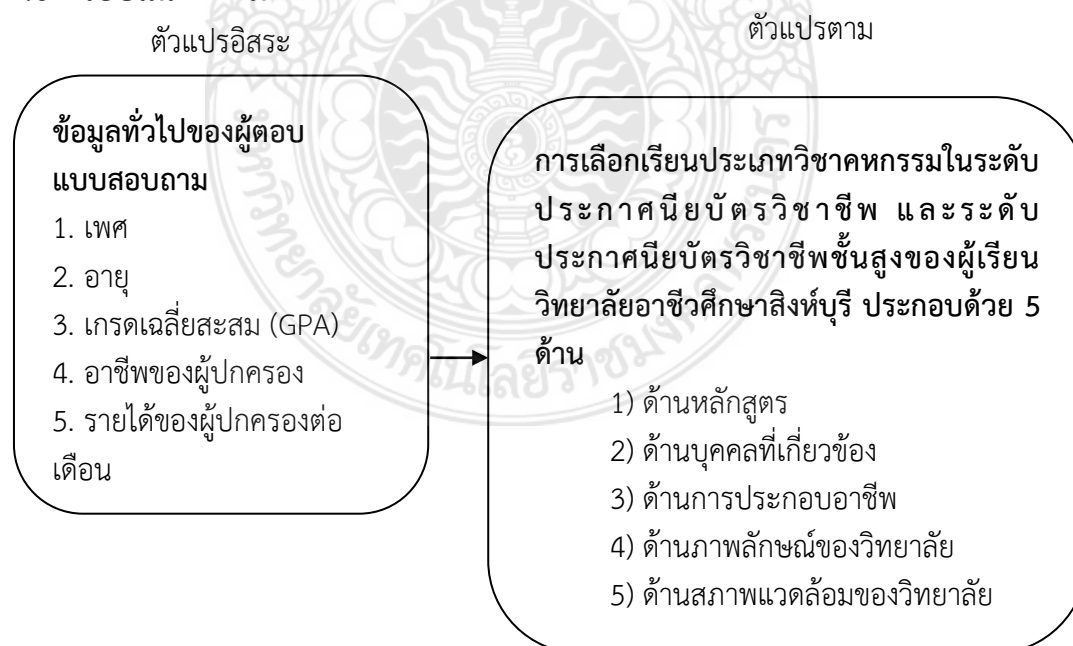 ตัวแปรอิสระ
ตัวแปรตาม
ข้อมูลทั่วไปของผู้ตอบ
แบบสอบถาม
1. เพศ
2. อายุ
3. เกรดเฉลี่ยสะสม (GPA)
4. อาชีพของผู้ปกครอง
5. รายได้ของผู้ปกครองต่อ
เดือน
การเลือกเรียนประเภทวิชาคหกรรมในระดับ
ประกาศนียบัตรวิชาชีพ และระดับ
ประกาศนียบัตรวิชาชีพชั้นสูงของผู้เรียน
วิทยาลัยอาชีวศึกษาสิงห์บุรี ประกอบด้วย 5
ด้าน
1) ด้านหลักสูตร
2) ด้านบุคคลที่เกี่ยวข้อง
3) ด้านการประกอบอาชีพ
4) ด้านภาพลักษณ์ของวิทยาลัย
5) ด้านสภาพแวดล้อมของวิทยาลัย